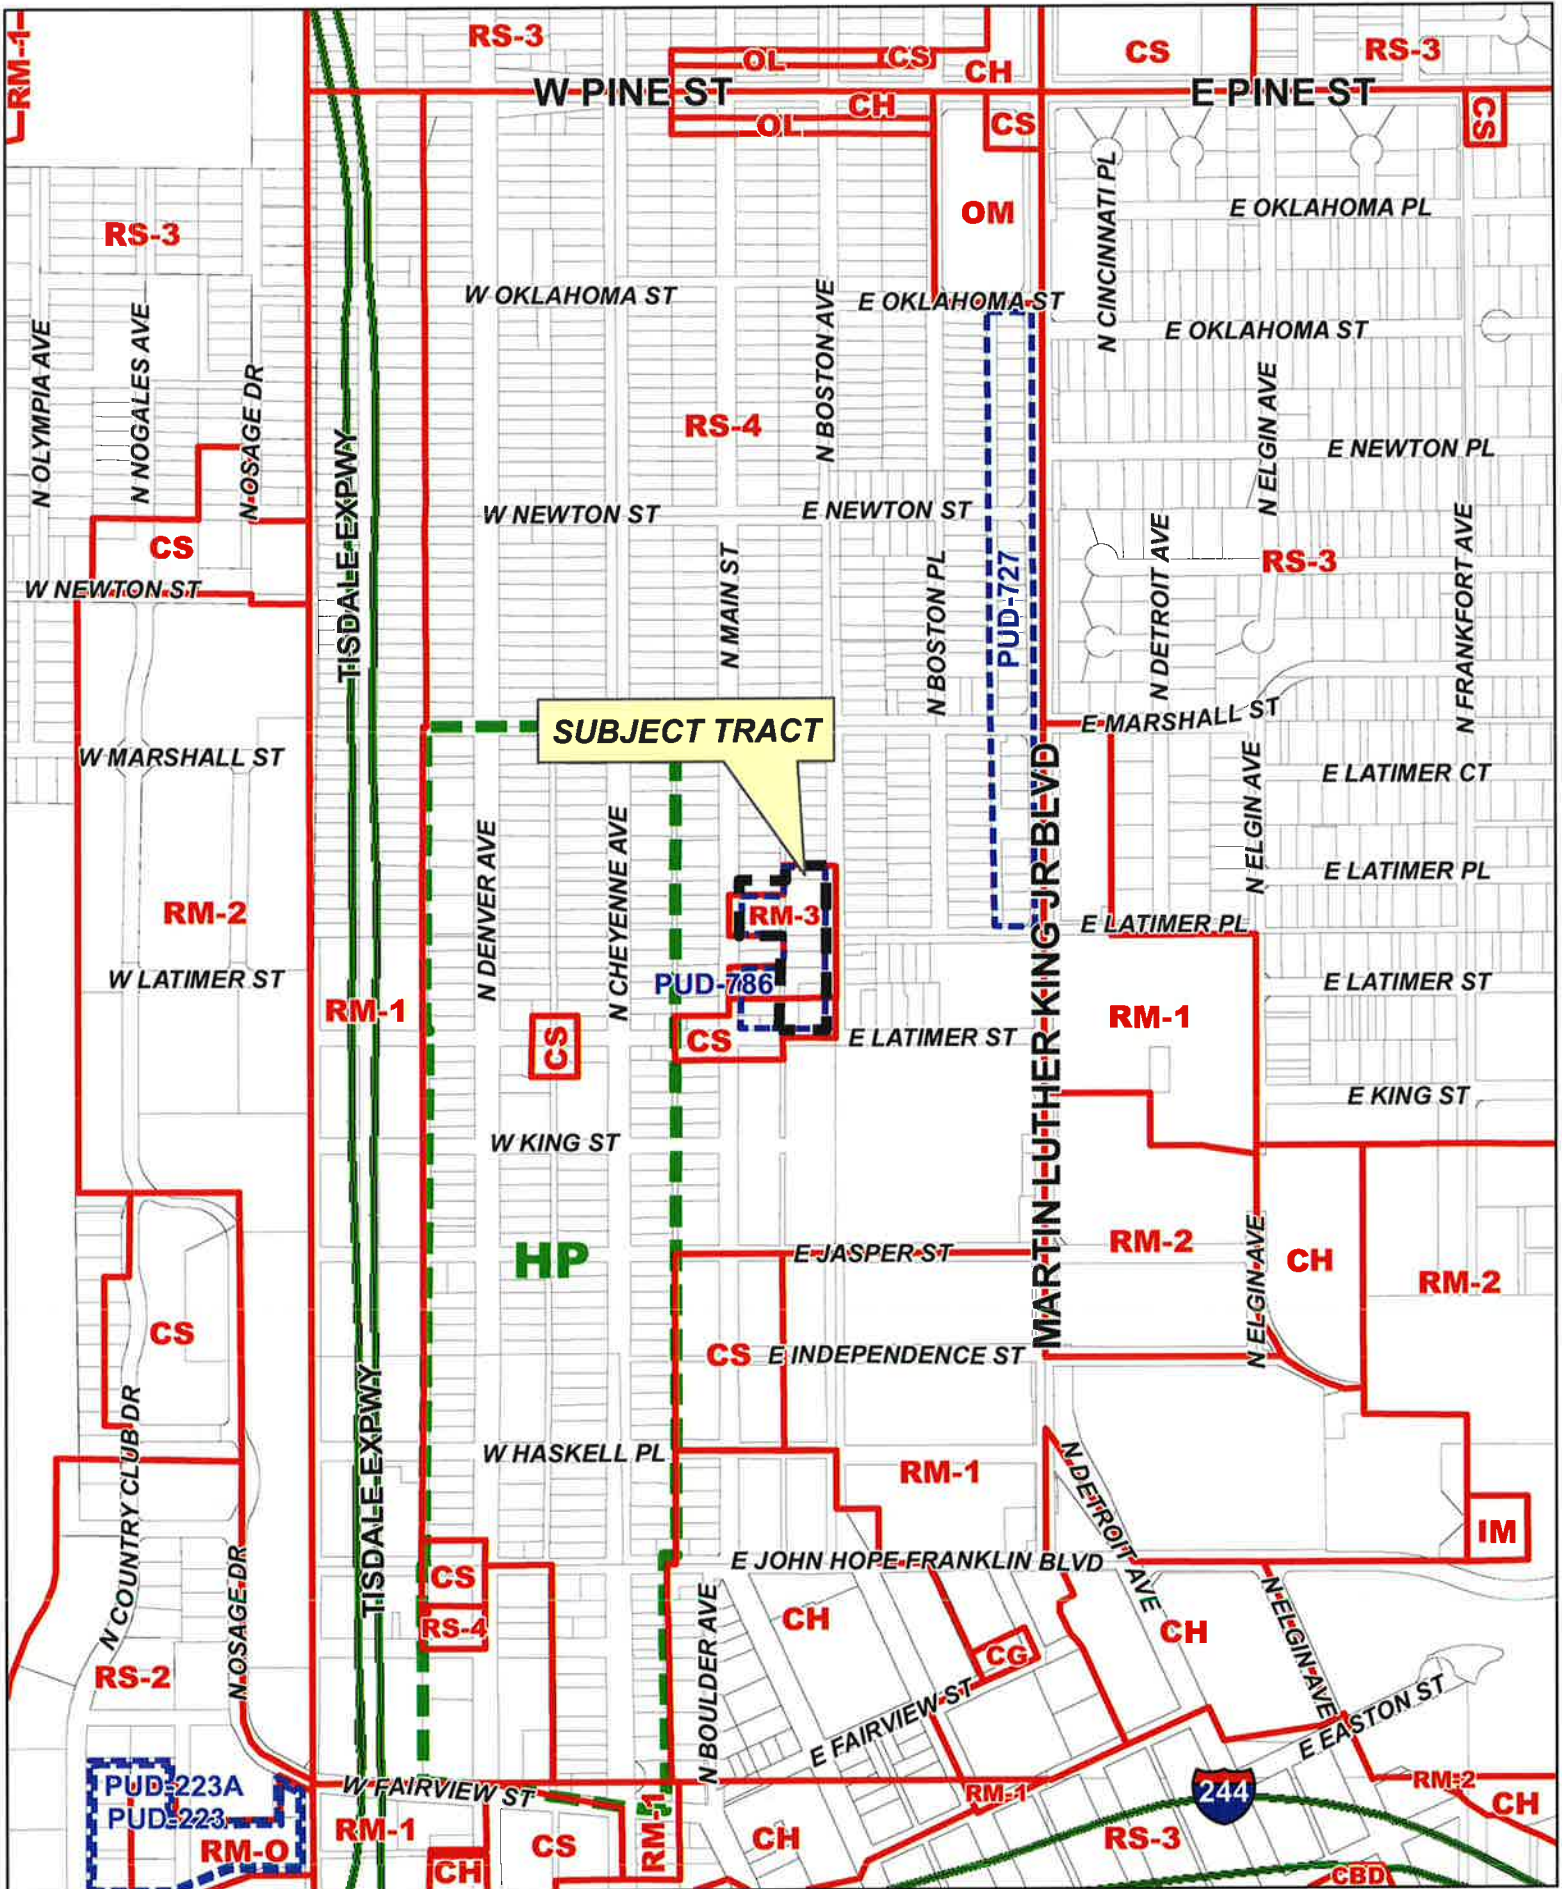 RM-1
RS-3
OL
CS
CH
CS
RS-3
W PINE ST
E PINE ST
CH
OL
CS
CS
OM
N CINCINNATI PL
E OKLAHOMA PL
RS-3
W OKLAHOMA ST
N BOSTON AVE
E OKLAHOMA ST
E OKLAHOMA ST
N OLYMPIA AVE
N NOGALES AVE
N OSAGE DR
TISDALE EXPWY
RS-4
N ELGIN AVE
E NEWTON PL
W NEWTON ST
E NEWTON ST
CS
N MAIN ST
N BOSTON PL
PUD-727
N DETROIT AVE
RS-3
N FRANKFORT AVE
W NEWTON ST
SUBJECT TRACT
E MARSHALL ST
W MARSHALL ST
N ELGIN AVE
E LATIMER CT
N DENVER AVE
N CHEYENNE AVE
MARTIN LUTHER KING JR BLVD
E LATIMER PL
RM-2
RM-3
E LATIMER PL
W LATIMER ST
PUD-786
E LATIMER ST
RM-1
CS
CS
E LATIMER ST
RM-1
E KING ST
W KING ST
HP
E JASPER ST
RM-2
N ELGIN AVE
CH
RM-2
CS
CS
E INDEPENDENCE ST
N COUNTRY CLUB DR
TISDALE EXPWY
W HASKELL PL
RM-1
N DETROIT AVE
IM
N OSAGE DR
CS
E JOHN HOPE FRANKLIN BLVD
RS-4
N BOULDER AVE
CH
CG
CH
N ELGIN AVE
RS-2
E FAIRVIEW ST
E EASTON ST
PUD-223A
PUD-223
W FAIRVIEW ST
RM-1
244
RM-2
CH
RM-O
RM-1
CH
CS
RM-1
CH
RS-3
CBD